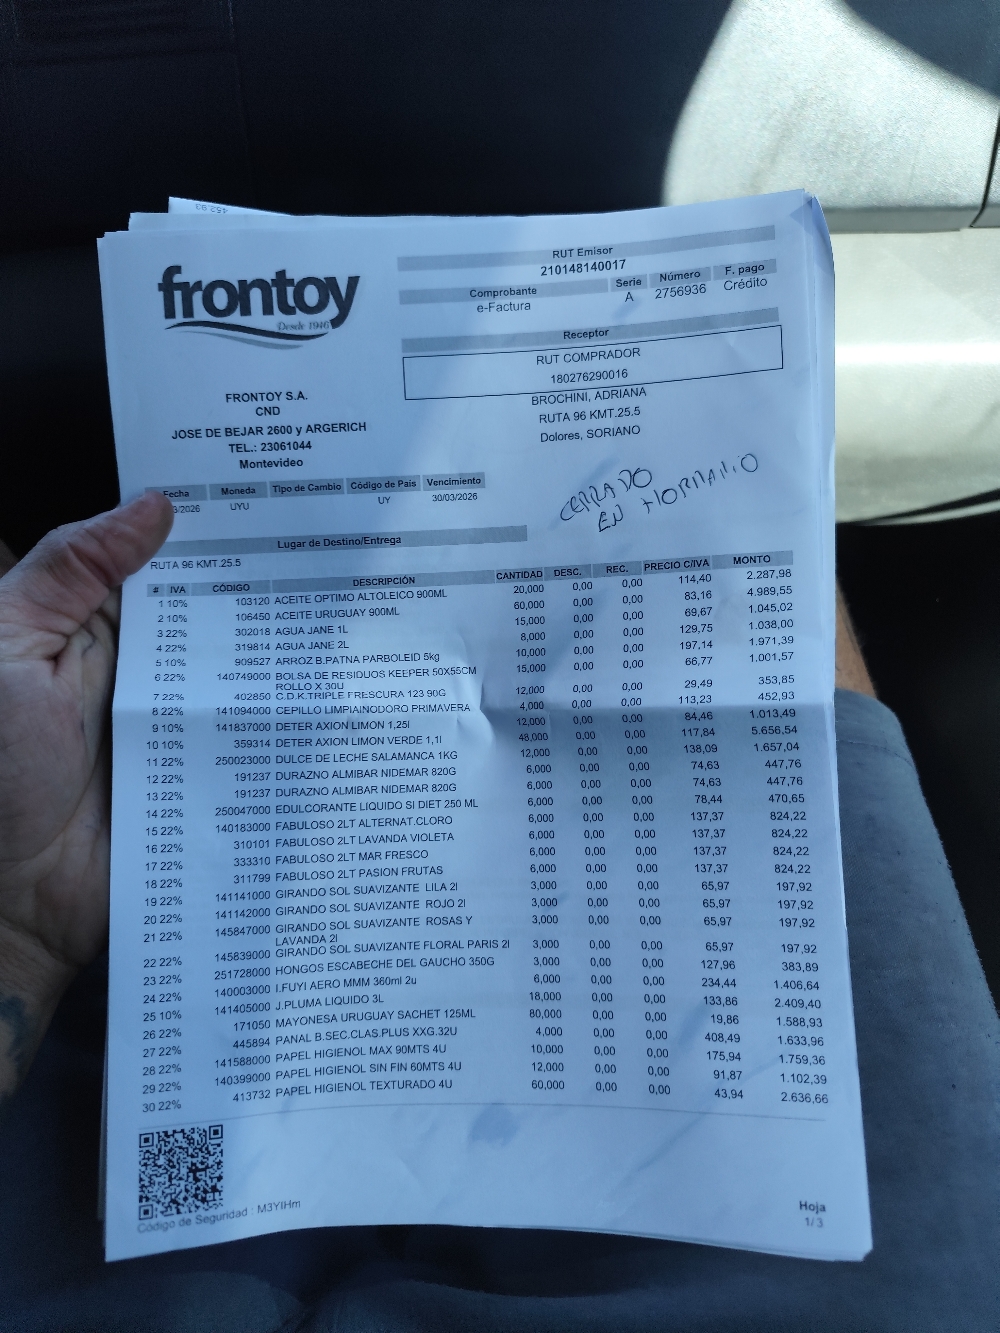 frontoy
Desde 1946
FRONTOY S.A.
CND
JOSE DE BEJAR 2600 y ARGERICH
TEL.: 23061044
Montevideo
RUT Emisor
210148140017
Comprobante Serie Número F. pago
e-Factura A 2756936 Crédito
Receptor
RUT COMPRADOR
180276290016
BROCHINI, ADRIANA
RUTA 96 KMT.25.5
Dolores, SORIANO
CERRADO
EN HORARIO
Fecha Moneda Tipo de Cambio Código de País Vencimiento
3/2026 UYU UY 30/03/2026
Lugar de Destino/Entrega
RUTA 96 KMT.25.5
# IVA CÓDIGO DESCRIPCIÓN CANTIDAD DESC. REC. PRECIO C/IVA MONTO
1 10% 103120 ACEITE OPTIMO ALTOLEICO 900ML 20,000 0,00 0,00 114,40 2.287,98
2 10% 106450 ACEITE URUGUAY 900ML 60,000 0,00 0,00 83,16 4.989,55
3 22% 302018 AGUA JANE 1L 15,000 0,00 0,00 69,67 1.045,02
4 22% 319814 AGUA JANE 2L 8,000 0,00 0,00 129,75 1.038,00
5 10% 909527 ARROZ B.PATNA PARBOLEID 5kg 10,000 0,00 0,00 197,14 1.971,39
6 22% 140749000 BOLSA DE RESIDUOS KEEPER 50X55CM 15,000 0,00 0,00 66,77 1.001,57
ROLLO X 30U
7 22% 402850 C.D.K.TRIPLE FRESCURA 123 90G 12,000 0,00 0,00 29,49 353,85
8 22% 141094000 CEPILLO LIMPIAINODORO PRIMAVERA 4,000 0,00 0,00 113,23 452,93
9 10% 141837000 DETER AXION LIMON 1,25l 12,000 0,00 0,00 84,46 1.013,49
10 10% 359314 DETER AXION LIMON VERDE 1,1l 48,000 0,00 0,00 117,84 5.656,54
11 22% 250023000 DULCE DE LECHE SALAMANCA 1KG 12,000 0,00 0,00 138,09 1.657,04
12 22% 191237 DURAZNO ALMIBAR NIDEMAR 820G 6,000 0,00 0,00 74,63 447,76
13 22% 191237 DURAZNO ALMIBAR NIDEMAR 820G 6,000 0,00 0,00 74,63 447,76
14 22% 250047000 EDULCORANTE LIQUIDO SI DIET 250 ML 6,000 0,00 0,00 78,44 470,65
15 22% 140183000 FABULOSO 2LT ALTERNAT.CLORO 6,000 0,00 0,00 137,37 824,22
16 22% 310101 FABULOSO 2LT LAVANDA VIOLETA 6,000 0,00 0,00 137,37 824,22
17 22% 333310 FABULOSO 2LT MAR FRESCO 6,000 0,00 0,00 137,37 824,22
18 22% 311799 FABULOSO 2LT PASION FRUTAS 6,000 0,00 0,00 137,37 824,22
19 22% 141141000 GIRANDO SOL SUAVIZANTE LILA 2l 3,000 0,00 0,00 65,97 197,92
20 22% 141142000 GIRANDO SOL SUAVIZANTE ROJO 2l 3,000 0,00 0,00 65,97 197,92
21 22% 145847000 GIRANDO SOL SUAVIZANTE ROSAS Y 3,000 0,00 0,00 65,97 197,92
LAVANDA 2l
22 22% 145839000 GIRANDO SOL SUAVIZANTE FLORAL PARIS 2l 3,000 0,00 0,00 65,97 197,92
23 22% 251728000 HONGOS ESCABECHE DEL GAUCHO 350G 3,000 0,00 0,00 127,96 383,89
24 22% 140003000 I.FUYI AERO MMM 360ml 2u 6,000 0,00 0,00 234,44 1.406,64
25 10% 141405000 J.PLUMA LIQUIDO 3L 18,000 0,00 0,00 133,86 2.409,40
26 22% 171050 MAYONESA URUGUAY SACHET 125ML 80,000 0,00 0,00 19,86 1.588,93
27 22% 445894 PANAL B.SEC.CLAS.PLUS XXG.32U 4,000 0,00 0,00 408,49 1.633,96
28 22% 141588000 PAPEL HIGIENOL MAX 90MTS 4U 10,000 0,00 0,00 175,94 1.759,36
29 22% 140399000 PAPEL HIGIENOL SIN FIN 60MTS 4U 12,000 0,00 0,00 91,87 1.102,39
30 22% 413732 PAPEL HIGIENOL TEXTURADO 4U 60,000 0,00 0,00 43,94 2.636,66
Código de Seguridad : M3YIHm
Hoja
1/ 3